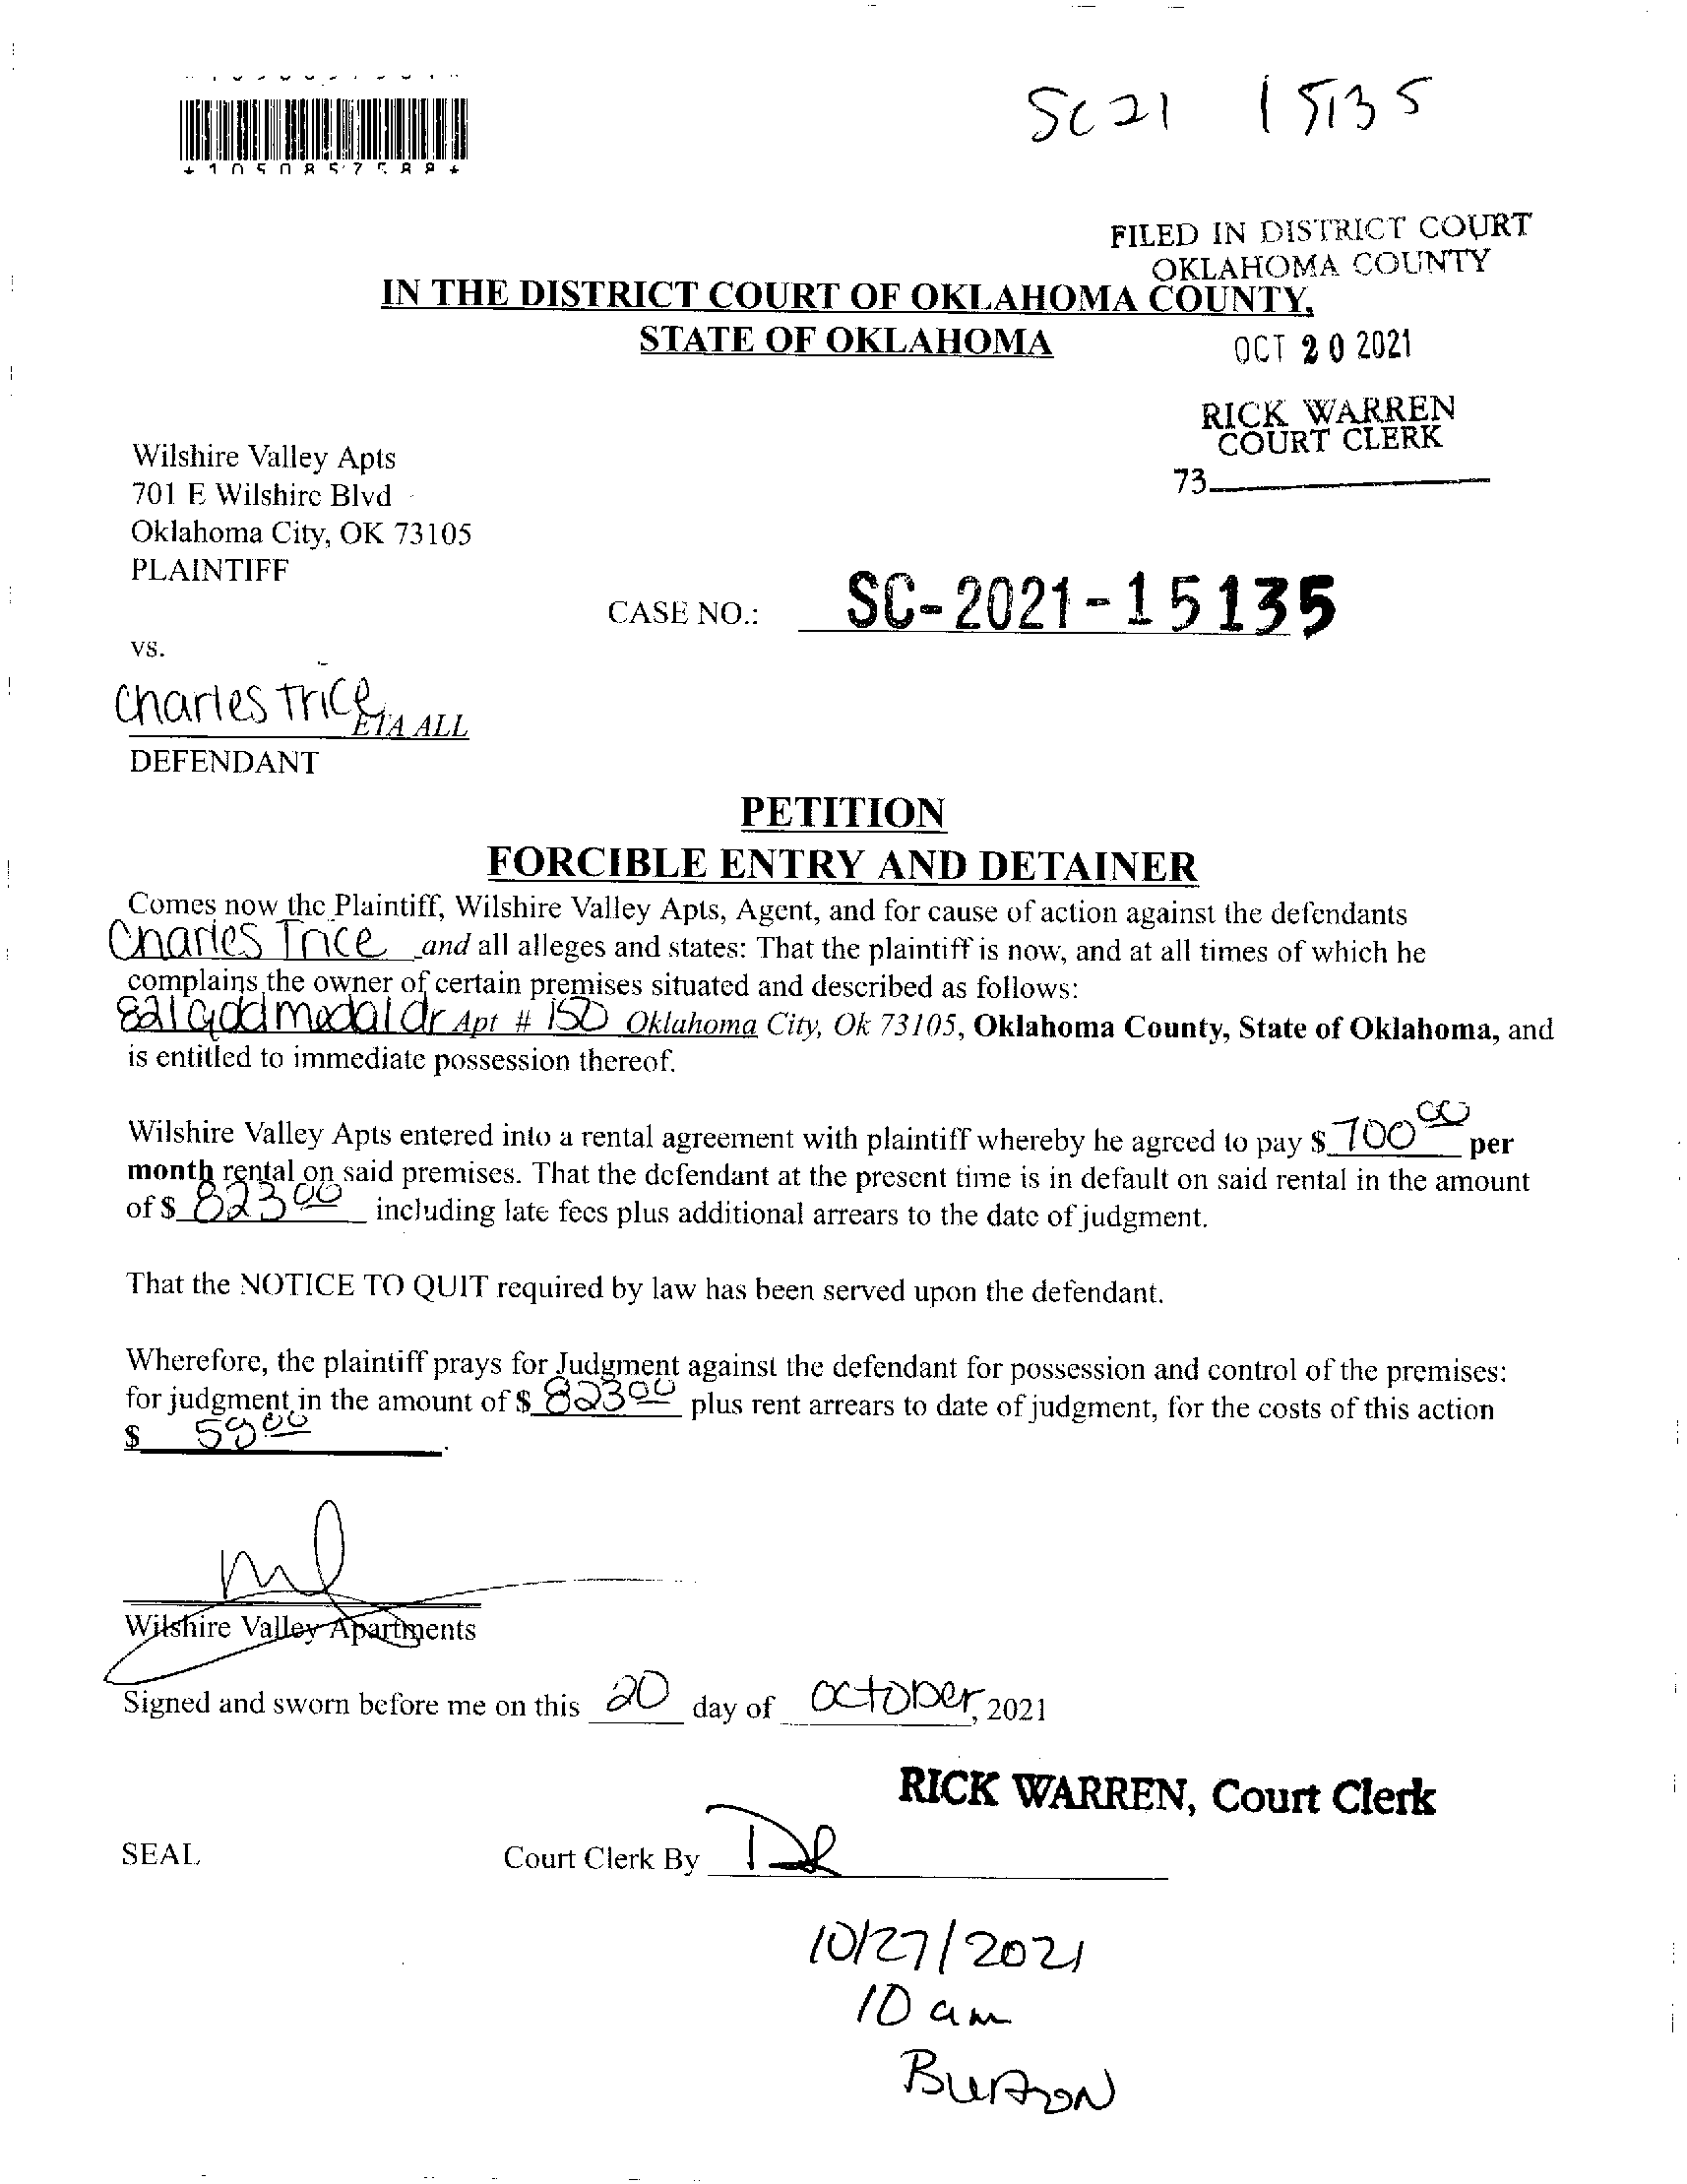 SC21 15135
*1050857588*
FILED IN DISTRICT COURT
OKLAHOMA COUNTY
IN THE DISTRICT COURT OF OKLAHOMA COUNTY,
STATE OF OKLAHOMA
OCT 20 2021
RICK WARREN
COURT CLERK
73
Wilshire Valley Apts
701 E Wilshire Blvd
Oklahoma City, OK 73105
PLAINTIFF
CASE NO.: SC-2021-15135
vs.
Charles Trice ETA ALL
DEFENDANT
PETITION
FORCIBLE ENTRY AND DETAINER
Comes now the Plaintiff, Wilshire Valley Apts, Agent, and for cause of action against the defendants
Charles Trice and all alleges and states: That the plaintiff is now, and at all times of which he
complains the owner of certain premises situated and described as follows:
821 Gold medal dr Apt # 150 Oklahoma City, Ok 73105, Oklahoma County, State of Oklahoma, and
is entitled to immediate possession thereof.
Wilshire Valley Apts entered into a rental agreement with plaintiff whereby he agreed to pay $ 700 00 per
month rental on said premises. That the defendant at the present time is in default on said rental in the amount
of $ 823 00 including late fees plus additional arrears to the date of judgment.
That the NOTICE TO QUIT required by law has been served upon the defendant.
Wherefore, the plaintiff prays for Judgment against the defendant for possession and control of the premises:
for judgment in the amount of $ 823 00 plus rent arrears to date of judgment, for the costs of this action
$ 58 00.
Wilshire Valley Apartments
Signed and sworn before me on this 20 day of October, 2021
RICK WARREN, Court Clerk
SEAL Court Clerk By
10/27/2021
10 am